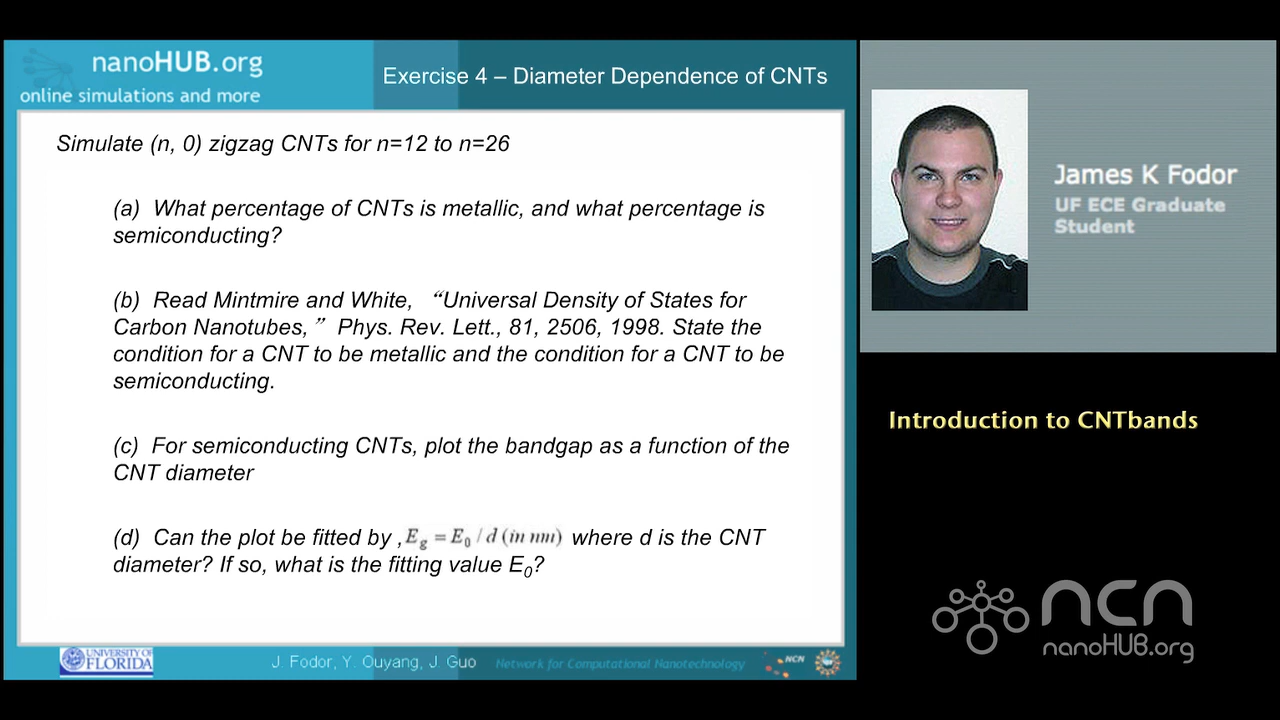 nanoHUB.org
online simulations and more
Exercise 4 – Diameter Dependence of CNTs
Simulate (n, 0) zigzag CNTs for n=12 to n=26
(a) What percentage of CNTs is metallic, and what percentage is
semiconducting?
(b) Read Mintmire and White, “Universal Density of States for
Carbon Nanotubes,” Phys. Rev. Lett., 81, 2506, 1998. State the
condition for a CNT to be metallic and the condition for a CNT to be
semiconducting.
(c) For semiconducting CNTs, plot the bandgap as a function of the
CNT diameter
(d) Can the plot be fitted by , E_g = E_0 / d (in nm) where d is the CNT
diameter? If so, what is the fitting value E_0?
UNIVERSITY OF
FLORIDA
J. Fodor, Y. Ouyang, J. Guo
Network for Computational Nanotechnology
NCN
James K Fodor
UF ECE Graduate
Student
Introduction to CNTbands
ncn
nanoHUB.org